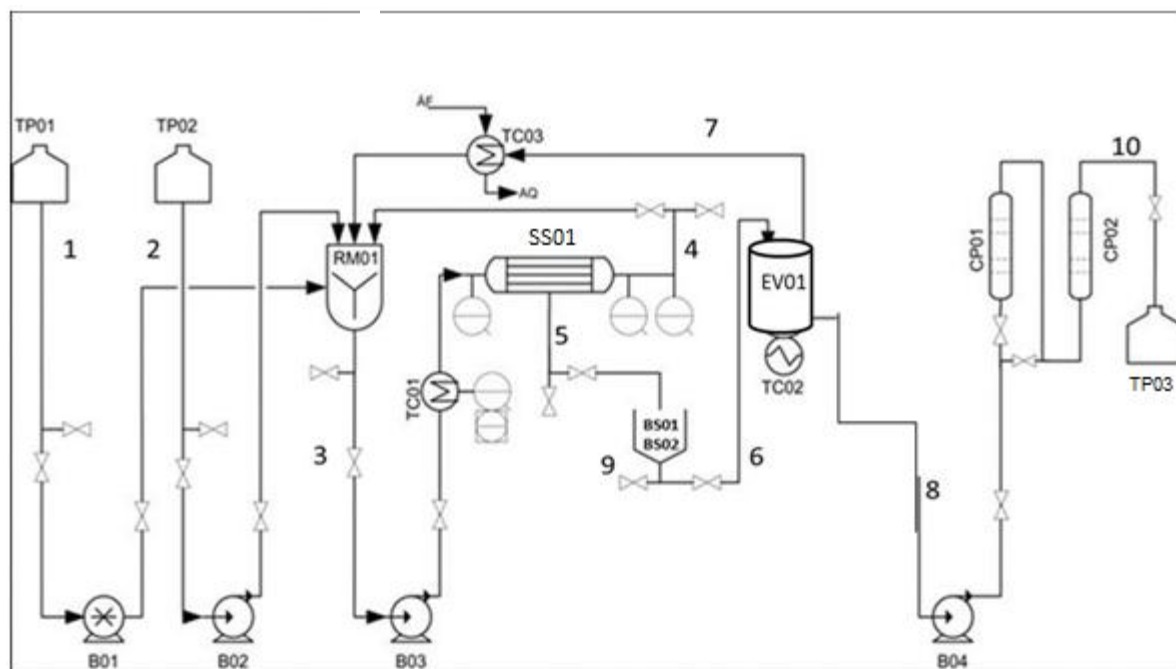 ÁF
TP01
TP02
TC03
7
10
AQ
SS01
1
2
RM01
4
CP01
CP02
EV01
5
TC01
TC02
TP03
BS01
BS02
3
9
6
8
B01
B02
B03
B04